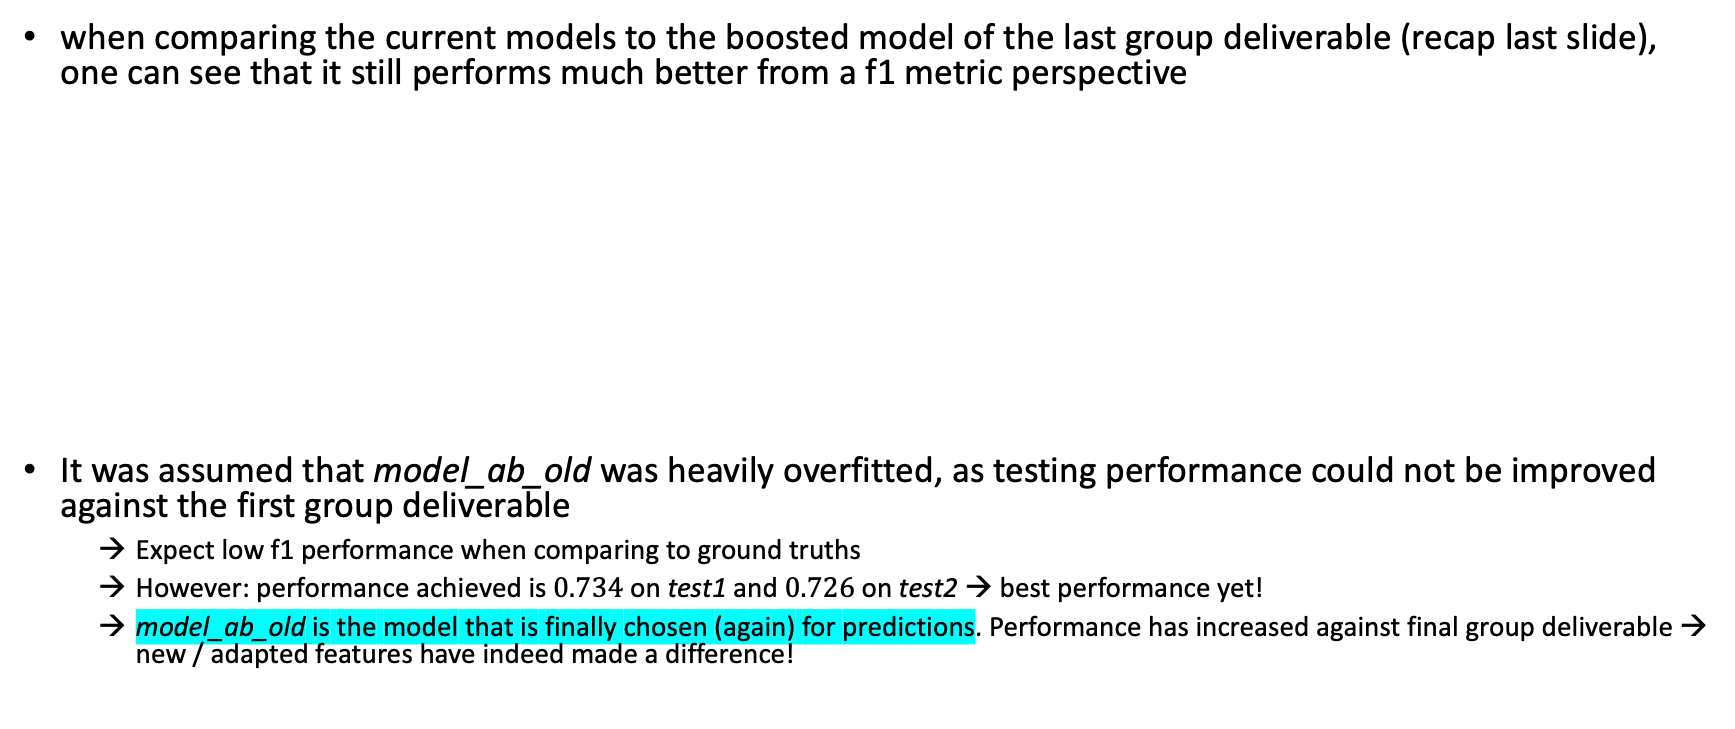 • when comparing the current models to the boosted model of the last group deliverable (recap last slide),
one can see that it still performs much better from a f1 metric perspective
• It was assumed that model_ab_old was heavily overfitted, as testing performance could not be improved
against the first group deliverable
→ Expect low f1 performance when comparing to ground truths
→ However: performance achieved is 0.734 on test1 and 0.726 on test2 → best performance yet!
→ model_ab_old is the model that is finally chosen (again) for predictions. Performance has increased against final group deliverable →
new / adapted features have indeed made a difference!